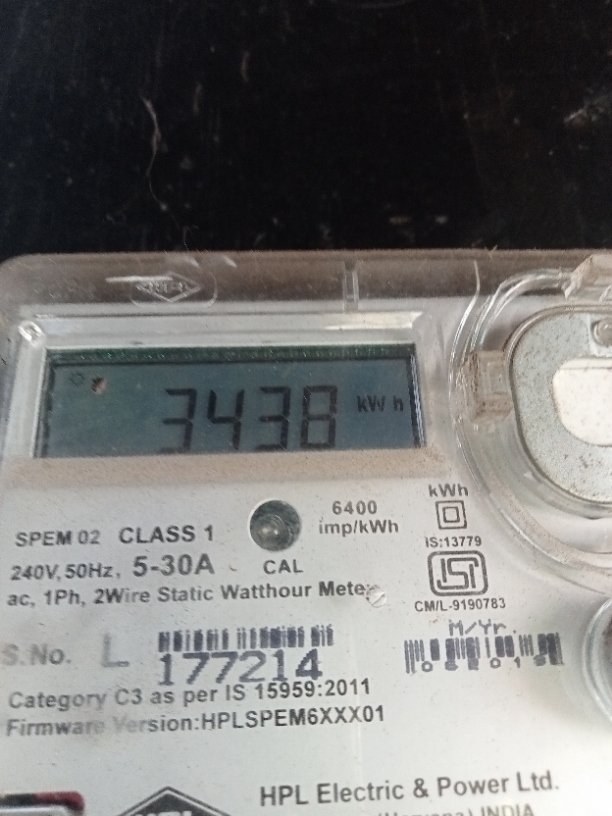 3438 kWh
kWh
6400
imp/kWh
SPEM 02 CLASS 1
IS:13779
240V, 50Hz, 5-30A CAL
ac, 1Ph, 2Wire Static Watthour Meter
CM/L-9190783
M/Yr.
S.No. L 177214
Category C3 as per IS 15959:2011
Firmware Version:HPLSPEM6XXX01
HPL Electric & Power Ltd.
INDIA